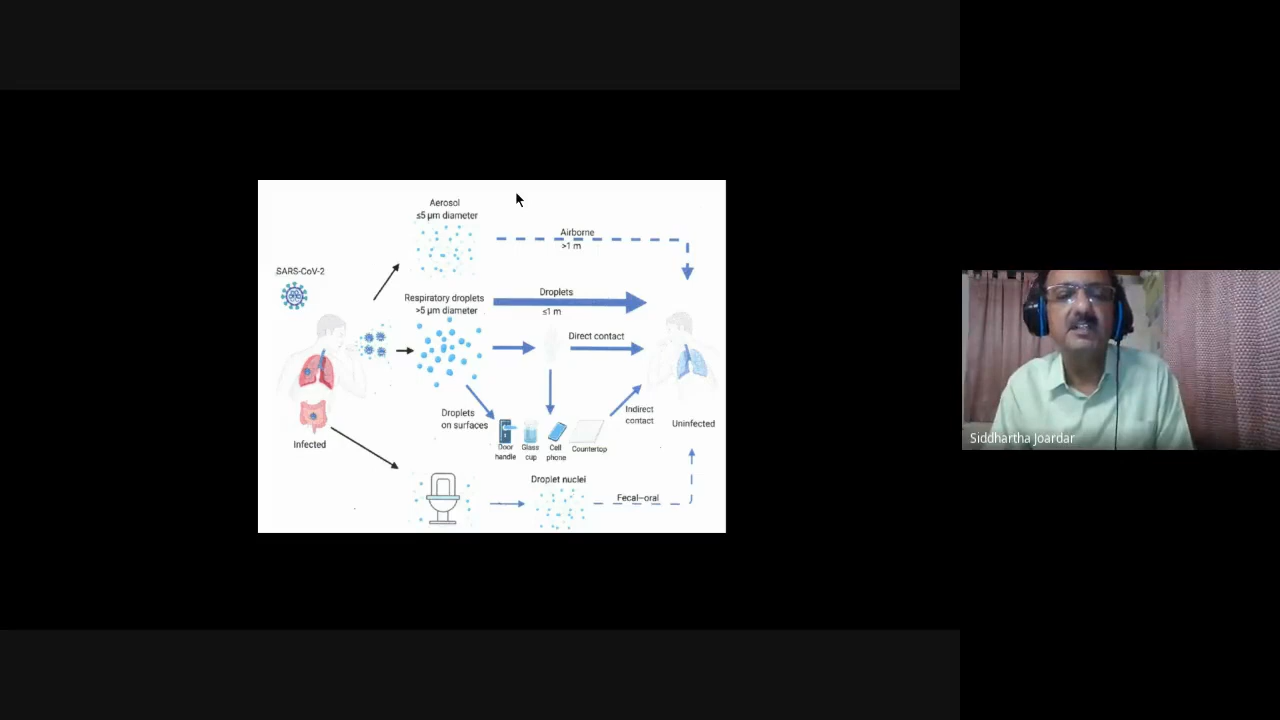 Aerosol
≤5 µm diameter
Airborne
>1 m
SARS-CoV-2
Respiratory droplets
>5 µm diameter
Droplets
≤1 m
Direct contact
Droplets
on surfaces
Indirect
contact
Uninfected
Infected
Door
handle
Glass
cup
Cell
phone
Countertop
Droplet nuclei
Fecal–oral
Siddhartha Joardar